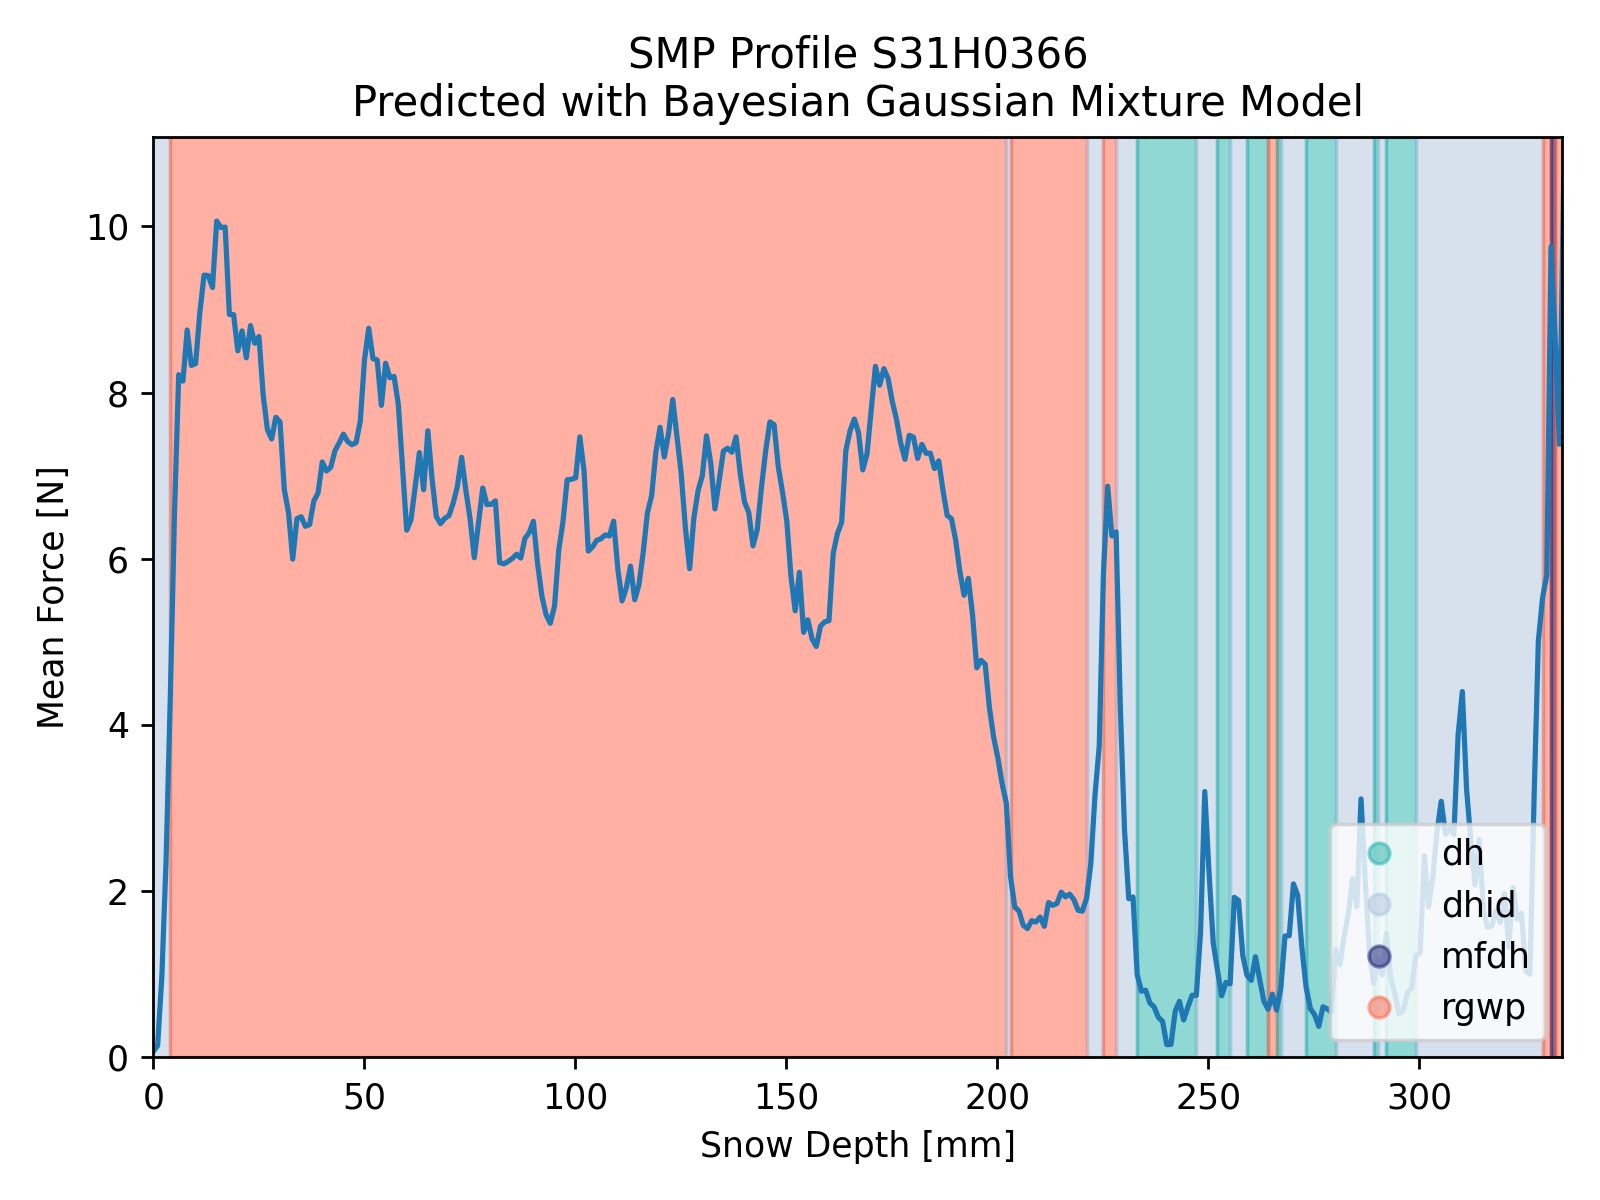 SMP Profile S31H0366
Predicted with Bayesian Gaussian Mixture Model
Mean Force [N]
10
8
6
4
2
0
dh
dhid
mfdh
rgwp
0 50 100 150 200 250 300
Snow Depth [mm]